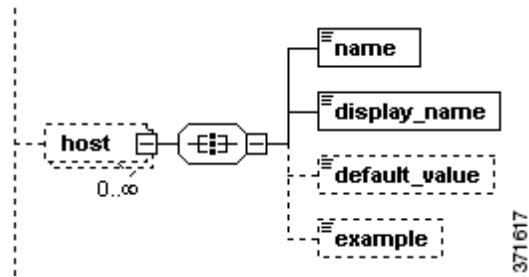 name
display_name
host
0..∞
default_value
example
371617